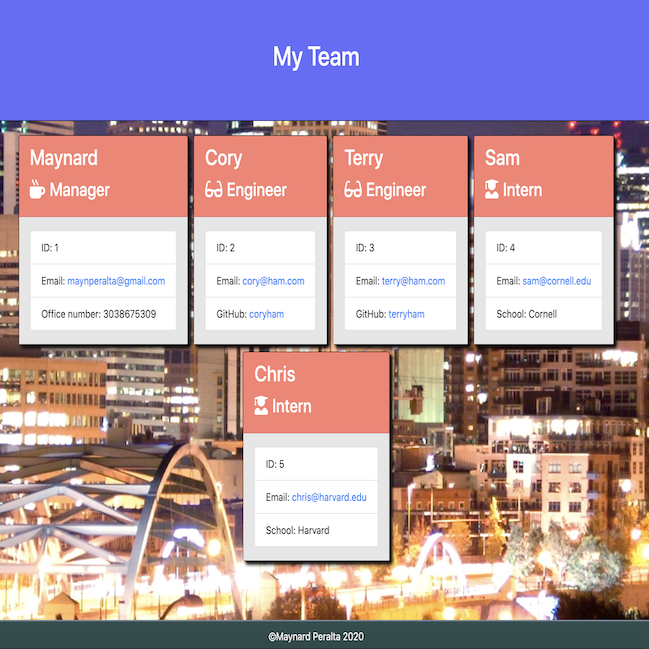 My Team
Maynard
Manager
ID: 1
Email: maynperalta@gmail.com
Office number: 3038675309
Cory
Engineer
ID: 2
Email: cory@ham.com
GitHub: coryham
Terry
Engineer
ID: 3
Email: terry@ham.com
GitHub: terryham
Sam
Intern
ID: 4
Email: sam@cornell.edu
School: Cornell
Chris
Intern
ID: 5
Email: chris@harvard.edu
School: Harvard
©Maynard Peralta 2020